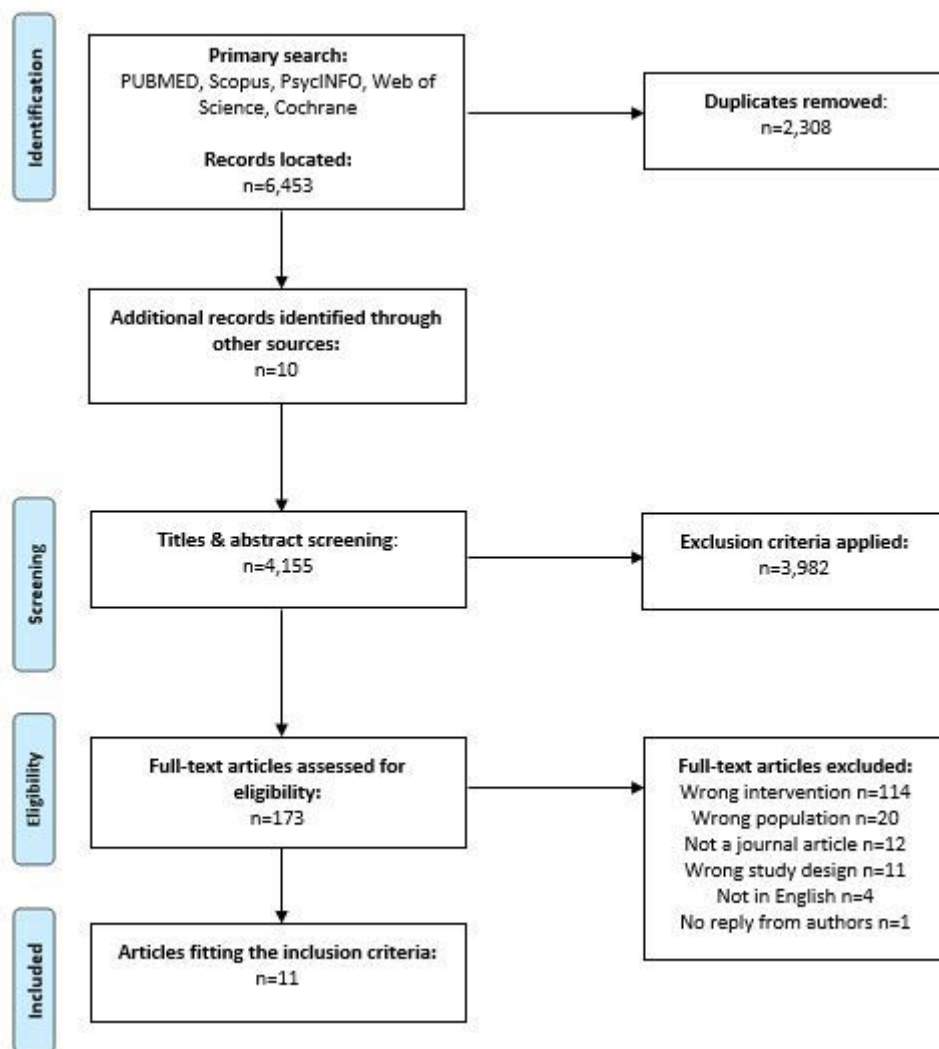 Identification
Primary search:
PUBMED, Scopus, PsycINFO, Web of
Science, Cochrane
Records located:
n=6,453
Duplicates removed:
n=2,308
Additional records identified through
other sources:
n=10
Screening
Titles & abstract screening:
n=4,155
Exclusion criteria applied:
n=3,982
Eligibility
Full-text articles assessed for
eligibility:
n=173
Full-text articles excluded:
Wrong intervention n=114
Wrong population n=20
Not a journal article n=12
Wrong study design n=11
Not in English n=4
No reply from authors n=1
Included
Articles fitting the inclusion criteria:
n=11